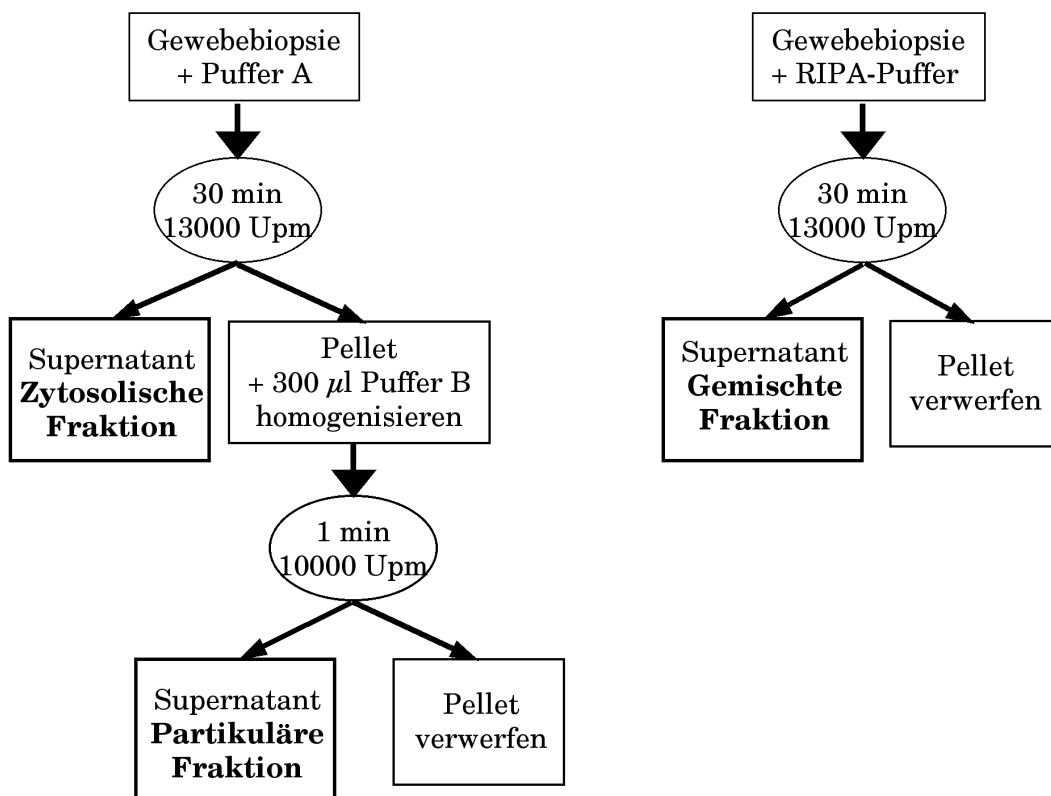 Gewebebiopsie
+ Puffer A
30 min
13000 Upm
Supernatant
Zytosolische
Fraktion
Pellet
+ 300 µl Puffer B
homogenisieren
1 min
10000 Upm
Supernatant
Partikuläre
Fraktion
Pellet
verwerfen
Gewebebiopsie
+ RIPA-Puffer
30 min
13000 Upm
Supernatant
Gemischte
Fraktion
Pellet
verwerfen